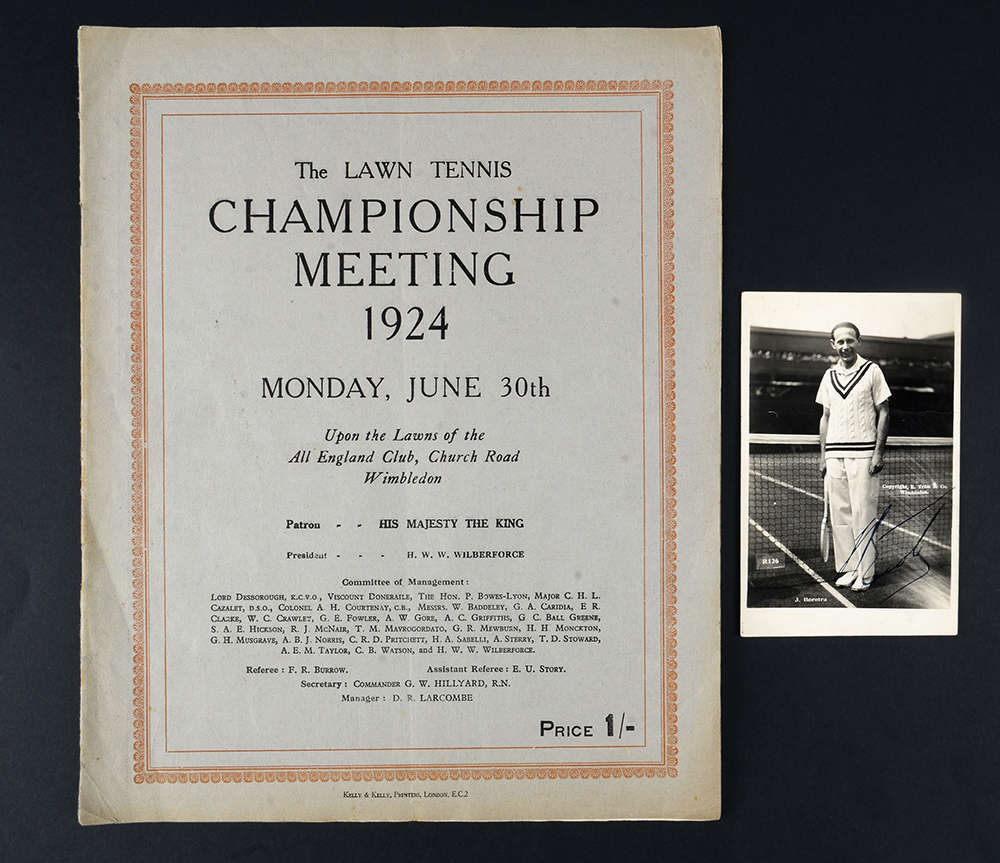 The LAWN TENNIS
CHAMPIONSHIP
MEETING
1924
MONDAY, JUNE 30th
Upon the Lawns of the
All England Club, Church Road
Wimbledon
Patron - - HIS MAJESTY THE KING
President - - - H. W. W. WILBERFORCE
Committee of Management:
LORD DESBOROUGH, K.C.V.O., VISCOUNT DONERAILE, THE HON. P. BOWES-LYON, MAJOR C. H. L.
CAZALET, D.S.O., COLONEL A. H. COURTENAY, C.B., MESSRS. W. BADDELEY, G. A. CARIDIA, E R.
CLARKE, W. C. CRAWLEY, G. E. FOWLER, A. W. GORE, A. C. GRIFFITHS, G. C. BALL GREENE,
S. A. E. HICKSON, R. J. MCNAIR, T. M. MAVROGORDATO, G. R. MEWBURN, H. H. MONCKTON,
G. H. MUSGRAVE, A. B. J. NORRIS, C. R. D. PRITCHETT, H. A. SABELLI, A. STERRY, T. D. STOWARD,
A. E. M. TAYLOR, C. B. WATSON, and H. W. W. WILBERFORCE.
Referee: F. R. BURROW. Assistant Referee: E. U. STORY.
Secretary: COMMANDER G. W. HILLYARD, R.N.
Manager: D. R. LARCOMBE
PRICE 1/-
KELLY & KELLY, PRINTERS, LONDON, E.C.2
Copyright, E. Trim & Co.
Wimbledon.
R126
J. Borotra